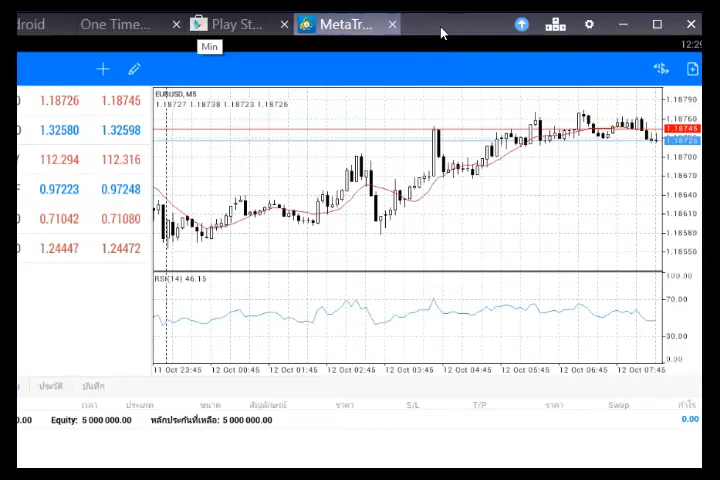 droid One Time... Play St... MetaTr...
Min
12:29
EURUSD, M5
1.18727 1.18738 1.18723 1.18726
1.18726 1.18745
1.32580 1.32598
112.294 112.316
0.97223 0.97248
0.71042 0.71080
1.24447 1.24472
1.18790
1.18760
1.18745
1.18726
1.18700
1.18670
1.18640
1.18610
1.18580
1.18550
RSI(14) 46.15
100.00
70.00
30.00
0.00
11 Oct 23:45 12 Oct 00:45 12 Oct 01:45 12 Oct 02:45 12 Oct 03:45 12 Oct 04:45 12 Oct 05:45 12 Oct 06:45 12 Oct 07:45
ประวัติ บันทึก
เวลา ประเภท ขนาด สัญลักษณ์ ราคา S/L T/P ราคา Swap กำไร
00.00 Equity: 5 000 000.00 หลักประกันที่เหลือ: 5 000 000.00 0.00